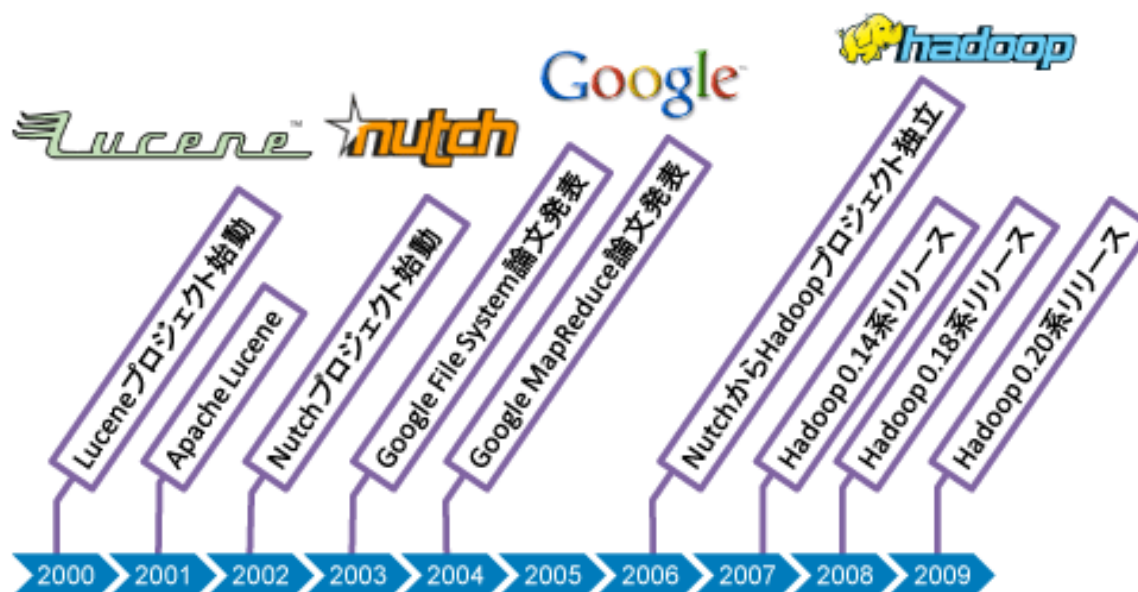 Lucene™
nutch
Google™
hadoop
Luceneプロジェクト始動
Apache Lucene
Nutchプロジェクト始動
Google File System論文発表
Google MapReduce論文発表
NutchからHadoopプロジェクト独立
Hadoop 0.14系リリース
Hadoop 0.18系リリース
Hadoop 0.20系リリース
2000 2001 2002 2003 2004 2005 2006 2007 2008 2009